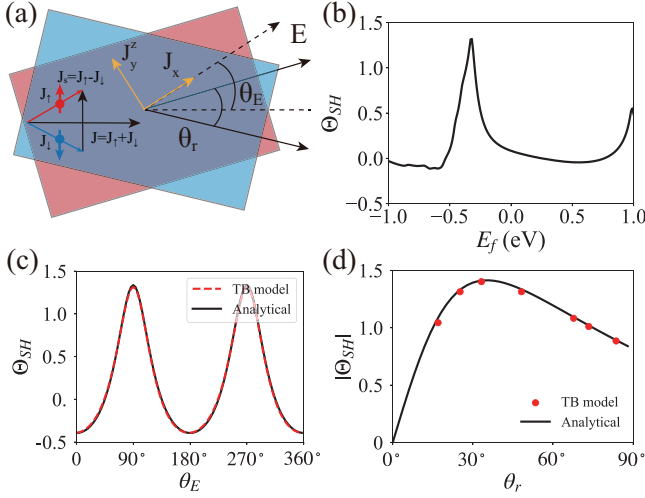 (a)
E
J_y^z
J_x
J_s=J_↑-J_↓
J_↑
θ_E
J_↓
J=J_↑+J_↓
θ_r
(b)
1.5
1.0
0.5
0.0
-0.5
Θ_SH
−1.0
−0.5
0.0
0.5
1.0
E_f (eV)
(c)
1.5
1.0
0.5
0.0
-0.5
Θ_SH
TB model
Analytical
0°
90°
180°
270°
360°
θ_E
(d)
1.5
1.0
0.5
0
|Θ_SH|
TB model
Analytical
0°
30°
60°
90°
θ_r